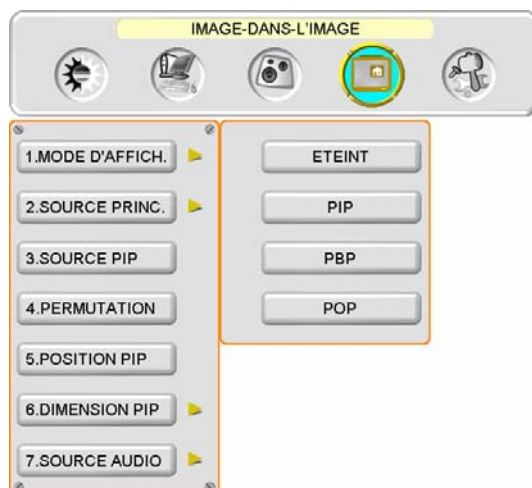 IMAGE-DANS-L'IMAGE
1.MODE D'AFFICH.
2.SOURCE PRINC.
3.SOURCE PIP
4.PERMUTATION
5.POSITION PIP
6.DIMENSION PIP
7.SOURCE AUDIO
ETEINT
PIP
PBP
POP